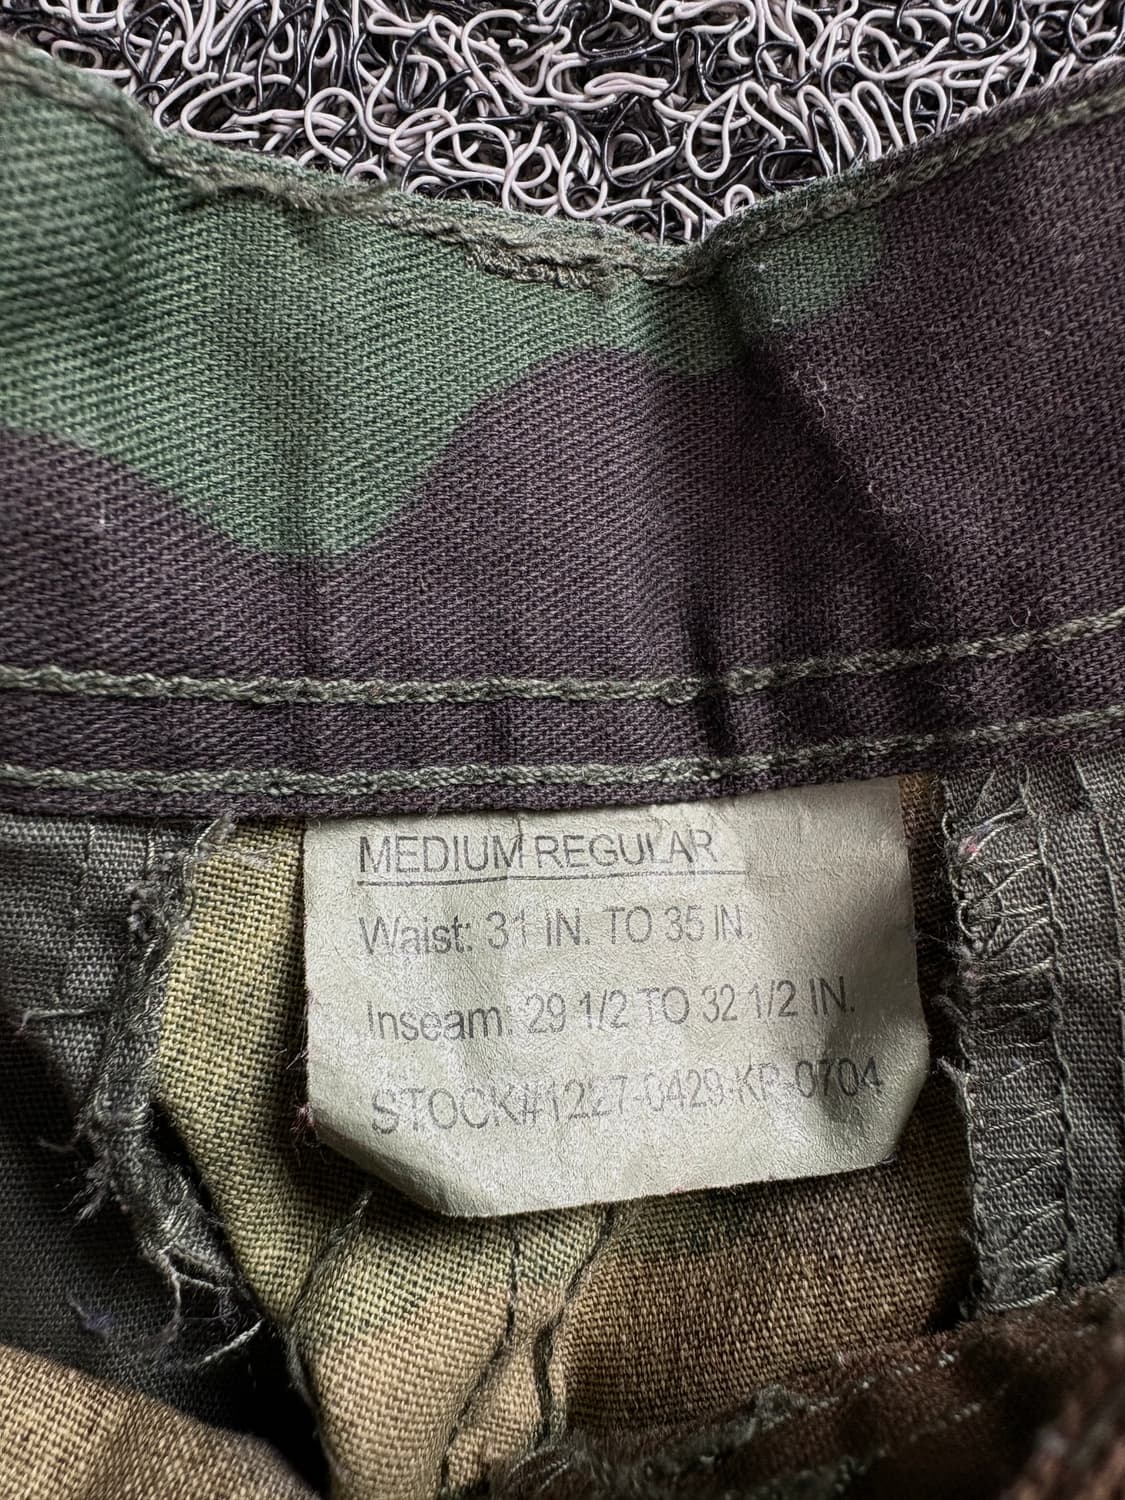 MEDIUM-REGULAR
Waist: 31 IN. TO 35 IN.
Inseam: 29 1/2 TO 32 1/2 IN.
STOCK#1227-0429-KR-0704